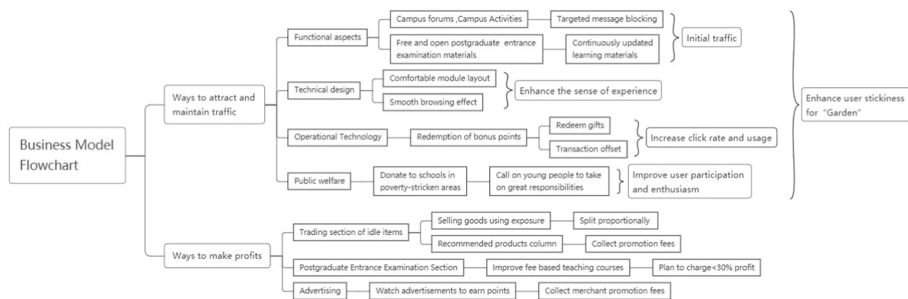 Business Model
Flowchart
Ways to attract and
maintain traffic
Functional aspects
Campus forums ,Campus Activities
Targeted message blocking
Free and open postgraduate entrance
examination materials
Continuously updated
learning materials
Initial traffic
Technical design
Comfortable module layout
Smooth browsing effect
Enhance the sense of experience
Operational Technology
Redemption of bonus points
Redeem gifts
Transaction offset
Increase click rate and usage
Public welfare
Donate to schools in
poverty-stricken areas
Call on young people to take
on great responsibilities
Improve user participation
and enthusiasm
Enhance user stickiness
for "Garden"
Ways to make profits
Trading section of idle items
Selling goods using exposure
Split proportionally
Recommended products column
Collect promotion fees
Postgraduate Entrance Examination Section
Improve fee based teaching courses
Plan to charge<30% profit
Advertising
Watch advertisements to earn points
Collect merchant promotion fees